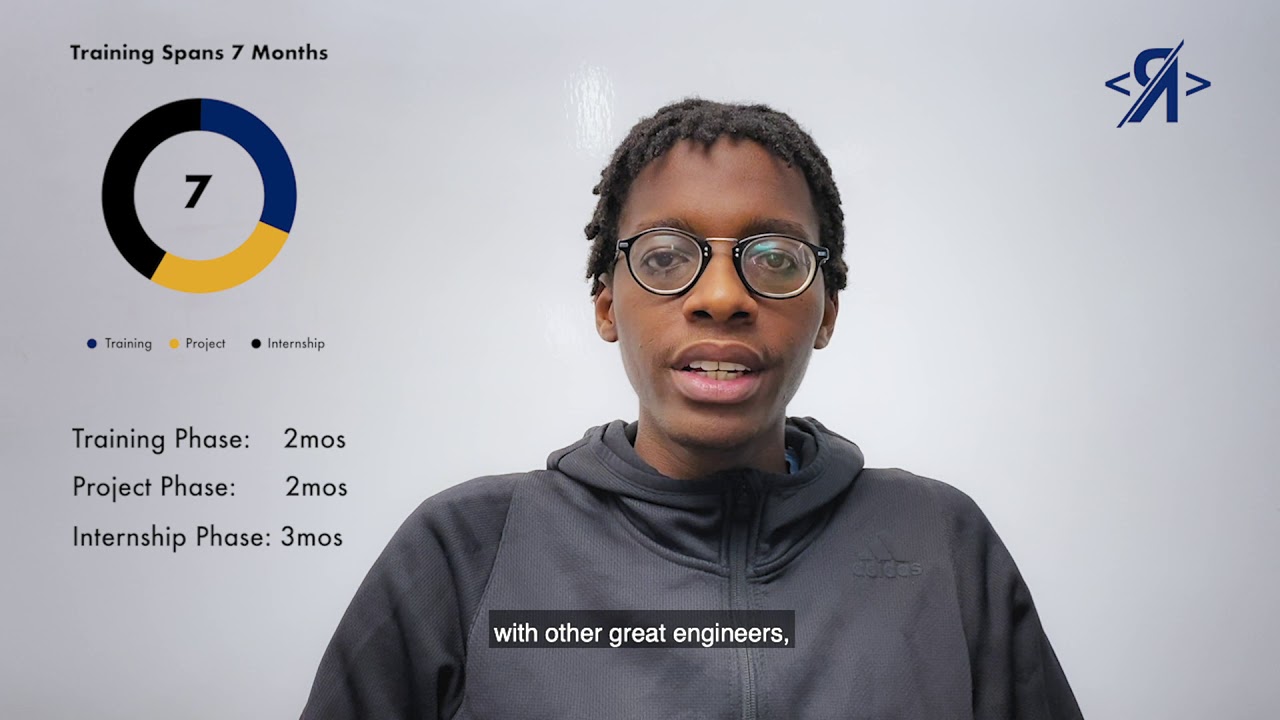 Training Spans 7 Months
7
Training Project Internship
Training Phase: 2mos
Project Phase: 2mos
Internship Phase: 3mos
adidas
with other great engineers,